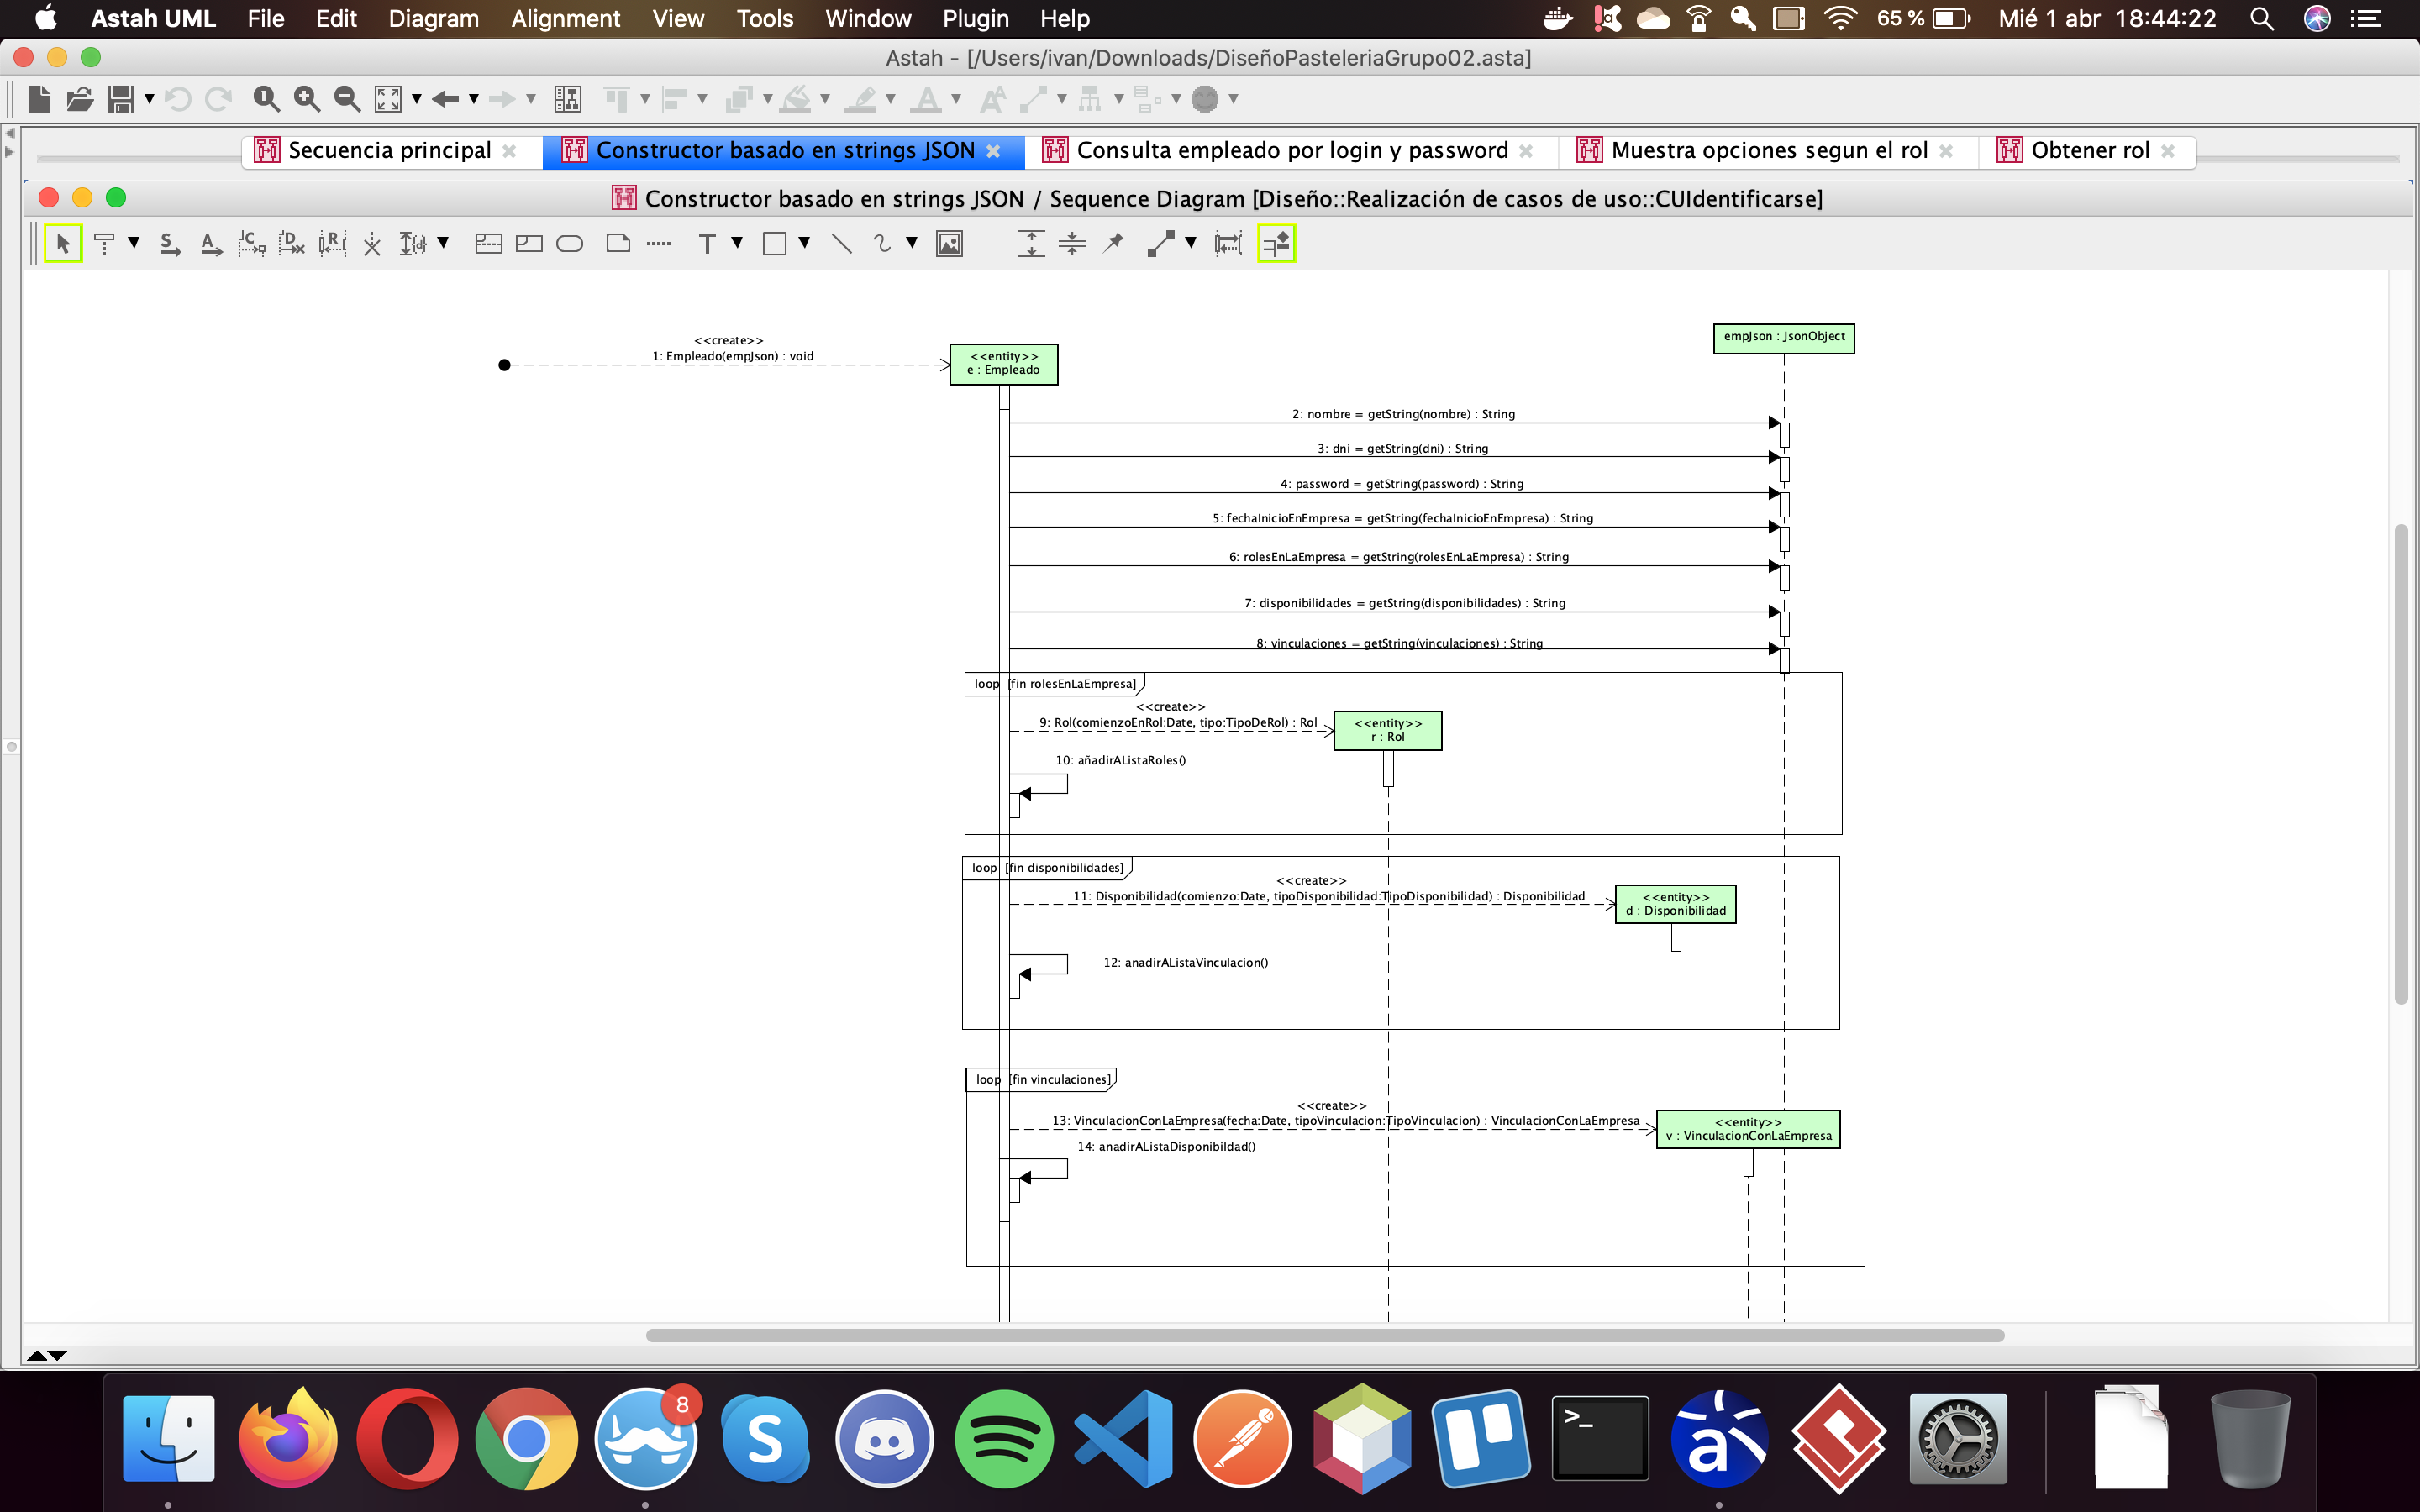 Astah UML File Edit Diagram Alignment View Tools Window Plugin Help 65 % Mié 1 abr 18:44:22
Astah - [/Users/ivan/Downloads/DiseñoPasteleriaGrupo02.asta]
Secuencia principal Constructor basado en strings JSON Consulta empleado por login y password Muestra opciones segun el rol Obtener rol
Constructor basado en strings JSON / Sequence Diagram [Diseño::Realización de casos de uso::CUIdentificarse]
<<create>>
1: Empleado(empJson) : void
<<entity>>
e : Empleado
empJson : JsonObject
2: nombre = getString(nombre) : String
3: dni = getString(dni) : String
4: password = getString(password) : String
5: fechaInicioEnEmpresa = getString(fechaInicioEnEmpresa) : String
6: rolesEnLaEmpresa = getString(rolesEnLaEmpresa) : String
7: disponibilidades = getString(disponibilidades) : String
8: vinculaciones = getString(vinculaciones) : String
loop [fin rolesEnLaEmpresa]
<<create>>
9: Rol(comienzoEnRol:Date, tipo:TipoDeRol) : Rol
<<entity>>
r : Rol
10: añadirAListaRoles()
loop [fin disponibilidades]
<<create>>
11: Disponibilidad(comienzo:Date, tipoDisponibilidad:TipoDisponibilidad) : Disponibilidad
<<entity>>
d : Disponibilidad
12: anadirAListaVinculacion()
loop [fin vinculaciones]
<<create>>
13: VinculacionConLaEmpresa(fecha:Date, tipoVinculacion:TipoVinculacion) : VinculacionConLaEmpresa
<<entity>>
v : VinculacionConLaEmpresa
14: anadirAListaDisponibildad()
8